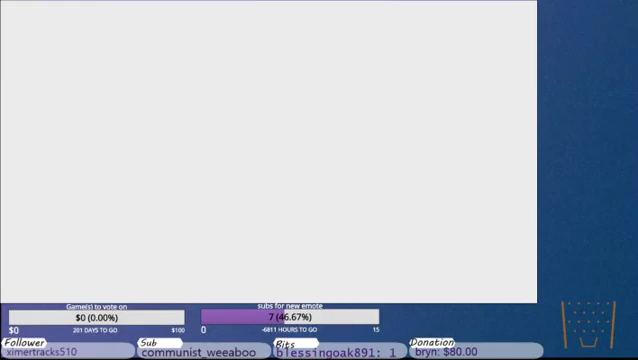 Game(s) to vote on
$0 (0.00%)
$0 201 DAYS TO GO $100
subs for new emote
7 (46.67%)
0 -6811 HOURS TO GO 15
Follower Sub Bits Donation
ximertracks510 communist_weeaboo blessingoak891: 1 bryn: $80.00